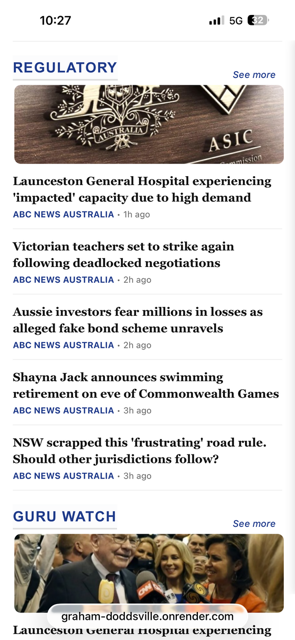 10:27
5G
32
REGULATORY
See more
AUSTRALIA
ASIC
Commission
Launceston General Hospital experiencing
'impacted' capacity due to high demand
ABC NEWS AUSTRALIA • 1h ago
Victorian teachers set to strike again
following deadlocked negotiations
ABC NEWS AUSTRALIA • 2h ago
Aussie investors fear millions in losses as
alleged fake bond scheme unravels
ABC NEWS AUSTRALIA • 2h ago
Shayna Jack announces swimming
retirement on eve of Commonwealth Games
ABC NEWS AUSTRALIA • 3h ago
NSW scrapped this 'frustrating' road rule.
Should other jurisdictions follow?
ABC NEWS AUSTRALIA • 3h ago
GURU WATCH
See more
CNN
graham-doddsville.onrender.com
Launceston General Hospital experiencing